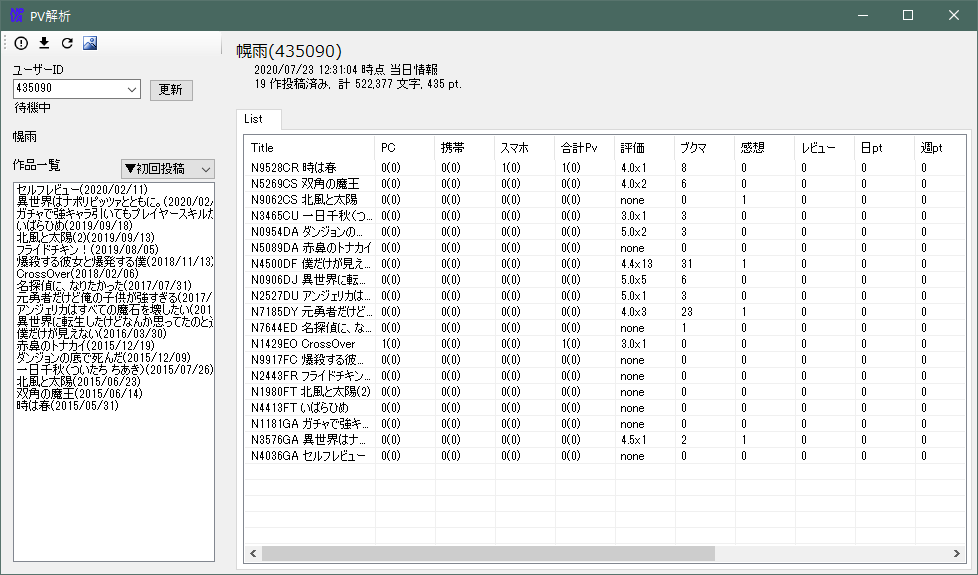 PV解析
ユーザーID
435090
更新
待機中
幌雨
作品一覧
▼初回投稿
セルフレビュー(2020/02/11)
異世界はナポリピッツァとともに。(2020/02/
ガチャで強キャラ引いてもプレイヤースキルが
いばらひめ(2019/09/18)
北風と太陽(2)(2019/09/13)
フライドチキン！(2019/08/05)
爆殺する彼女と爆発する僕(2018/11/13)
CrossOver(2018/02/06)
名探偵に、なりたかった(2017/07/31)
元勇者だけど俺の子供が強すぎる(2017/
アンジェリカはすべての魔石を壊したい(201
異世界に転生したけどなんか思ってたのと
僕だけが見えない(2016/03/30)
赤鼻のトナカイ(2015/12/19)
ダンジョンの底で死んだ(2015/12/09)
一日千秋(ついたち ちあき)(2015/07/26)
北風と太陽(2015/06/23)
双角の魔王(2015/06/14)
時は春(2015/05/31)
幌雨(435090)
2020/07/23 12:31:04 時点 当日情報
19 作投稿済み, 計 522,377 文字, 435 pt.
List
Title PC 携帯 スマホ 合計Pv 評価 ブクマ 感想 レビュー 日pt 週pt
N9528CR 時は春 0(0) 0(0) 1(0) 1(0) 4.0x1 8 0 0 0 0
N5269CS 双角の魔王 0(0) 0(0) 0(0) 0(0) 4.0x2 6 0 0 0 0
N9062CS 北風と太陽 0(0) 0(0) 0(0) 0(0) none 0 1 0 0 0
N3465CU 一日千秋(つ... 0(0) 0(0) 0(0) 0(0) 3.0x1 3 0 0 0 0
N0954DA ダンジョンの... 0(0) 0(0) 0(0) 0(0) 5.0x2 3 0 0 0 0
N5089DA 赤鼻のトナカイ 0(0) 0(0) 0(0) 0(0) none 0 0 0 0 0
N4500DF 僕だけが見え... 0(0) 0(0) 0(0) 0(0) 4.4x13 31 1 0 0 0
N0906DJ 異世界に転... 0(0) 0(0) 0(0) 0(0) 5.0x5 6 0 0 0 0
N2527DU アンジェリカは... 0(0) 0(0) 0(0) 0(0) 5.0x1 3 0 0 0 0
N7185DY 元勇者だけど... 0(0) 0(0) 0(0) 0(0) 4.0x3 23 1 0 0 0
N7644ED 名探偵に、な... 0(0) 0(0) 0(0) 0(0) none 1 0 0 0 0
N1429EO CrossOver 1(0) 0(0) 0(0) 1(0) 3.0x1 0 0 0 0 0
N9917FC 爆殺する彼... 0(0) 0(0) 0(0) 0(0) none 0 0 0 0 0
N2443FR フライドチキン... 0(0) 0(0) 0(0) 0(0) none 0 0 0 0 0
N1980FT 北風と太陽(2) 0(0) 0(0) 0(0) 0(0) none 0 0 0 0 0
N4413FT いばらひめ 0(0) 0(0) 0(0) 0(0) none 0 0 0 0 0
N1181GA ガチャで強キ... 0(0) 0(0) 0(0) 0(0) none 0 0 0 0 0
N3576GA 異世界はナ... 0(0) 0(0) 0(0) 0(0) 4.5x1 2 1 0 0 0
N4036GA セルフレビュー 0(0) 0(0) 0(0) 0(0) none 0 0 0 0 0